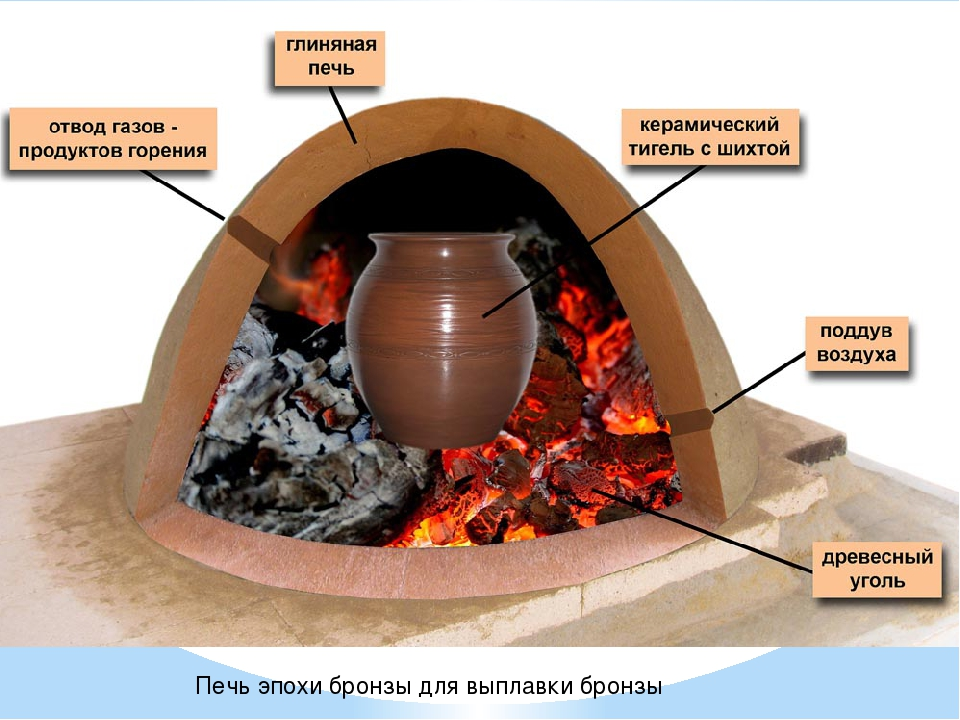 глиняная
печь
отвод газов -
продуктов горения
керамический
тигель с шихтой
поддув
воздуха
древесный
уголь
Печь эпохи бронзы для выплавки бронзы